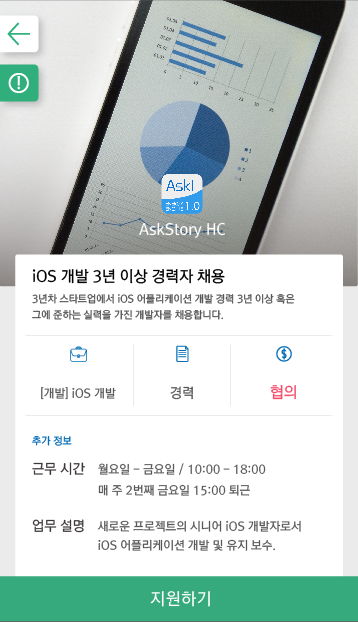 AskI
1.0
AskStory HC
iOS 개발 3년 이상 경력자 채용
3년차 스타트업에서 iOS 어플리케이션 개발 경력 3년 이상 혹은
그에 준하는 실력을 가진 개발자를 채용합니다.
[개발] iOS 개발
경력
협의
추가 정보
근무 시간 월요일 – 금요일 / 10:00 – 18:00
매 주 2번째 금요일 15:00 퇴근
업무 설명 새로운 프로젝트의 시니어 iOS 개발자로서
iOS 어플리케이션 개발 및 유지 보수.
지원하기